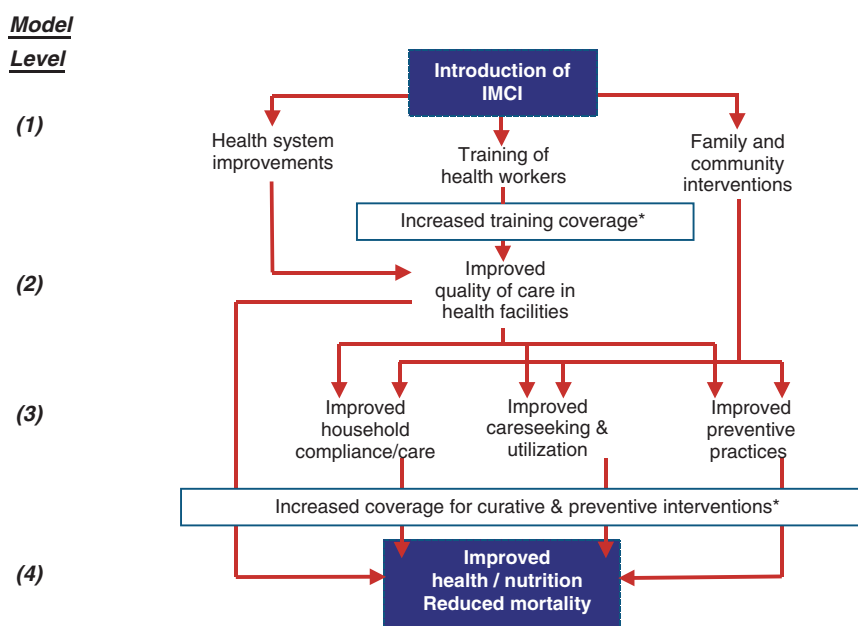 Model
Level
Introduction of
IMCI
(1)
Health system
improvements
Training of
health workers
Family and
community
interventions
Increased training coverage*
(2)
Improved
quality of care in
health facilities
(3)
Improved
household
compliance/care
Improved
careseeking &
utilization
Improved
preventive
practices
Increased coverage for curative & preventive interventions*
(4)
Improved
health / nutrition
Reduced mortality